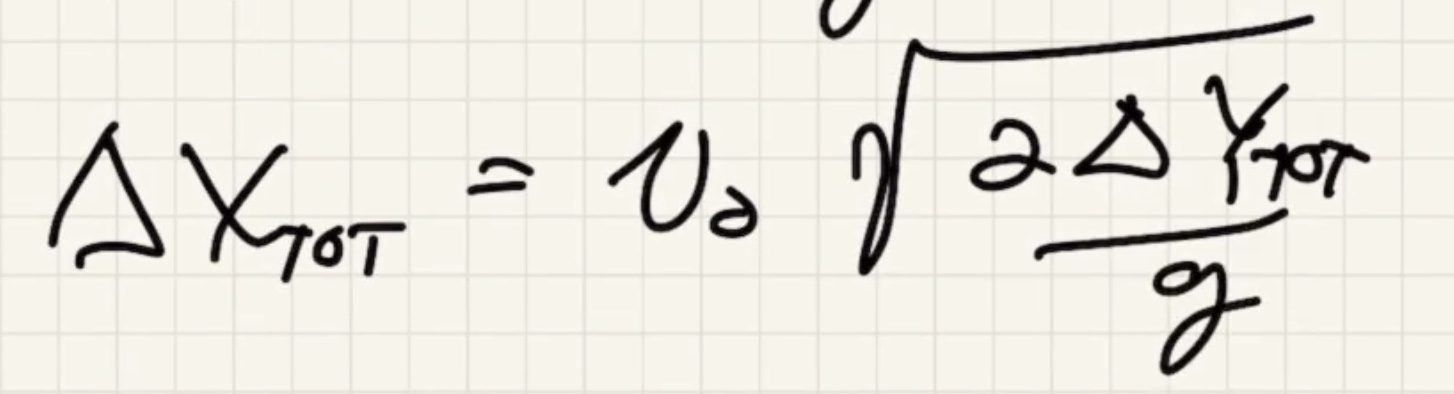 ΔX_TOT = v₀ √(2ΔY_TOT / g)